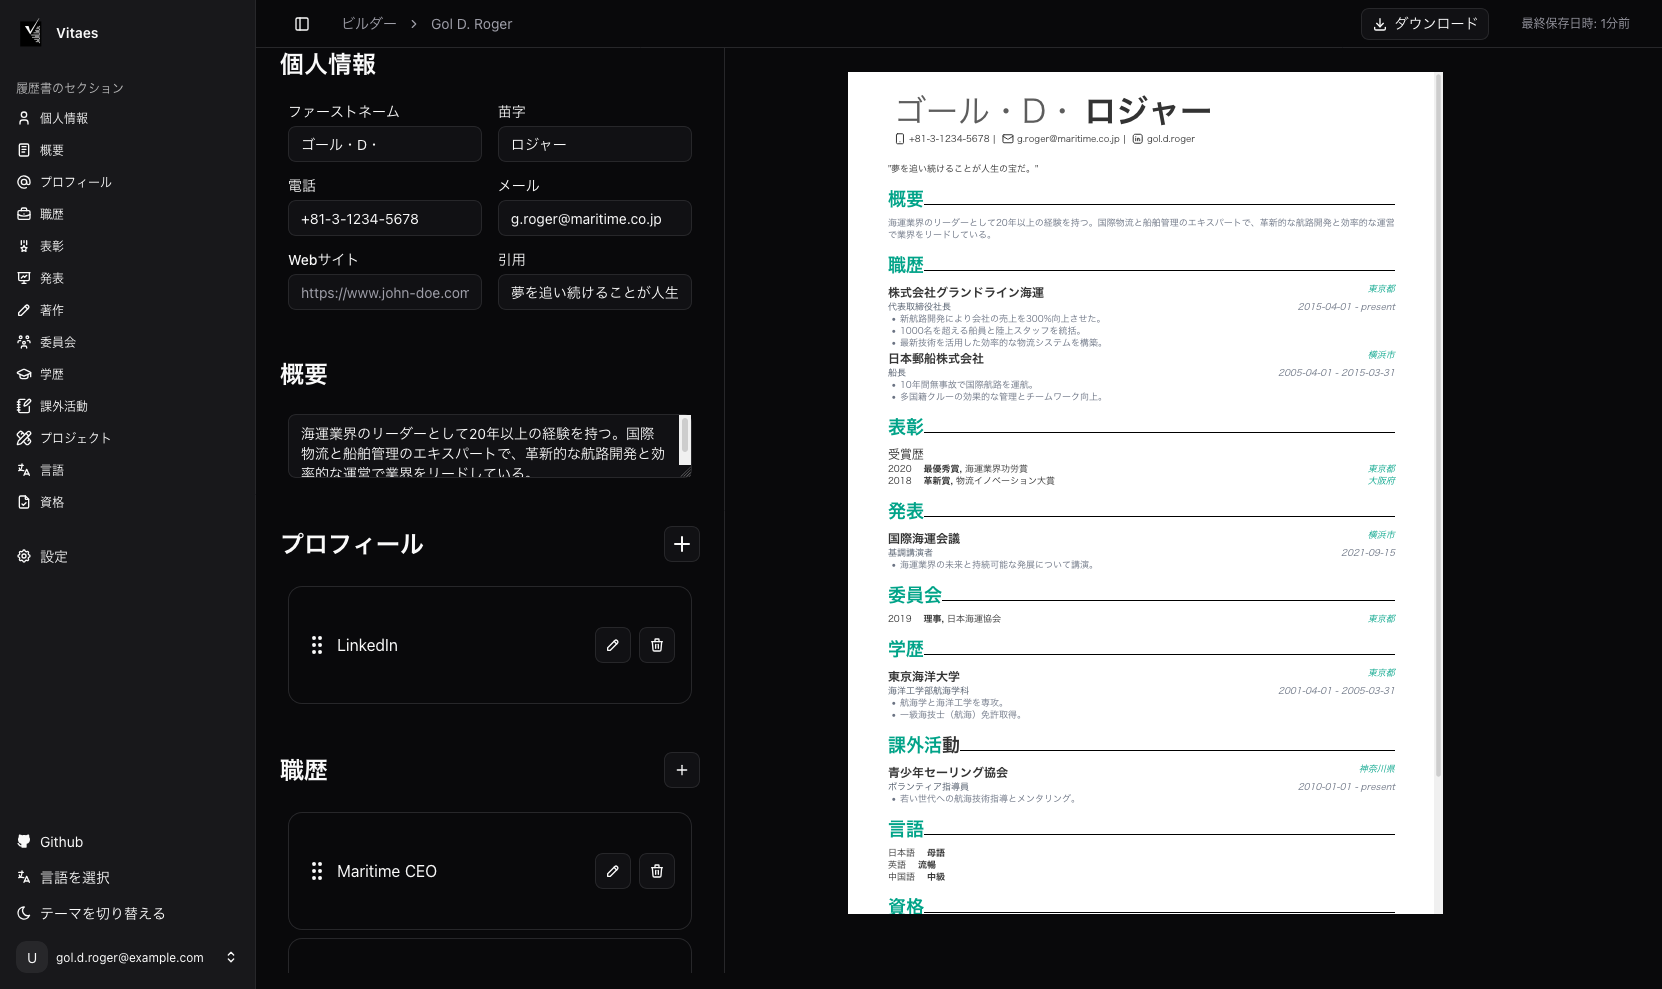 Vitaes
履歴書のセクション
個人情報
概要
プロフィール
職歴
表彰
発表
著作
委員会
学歴
課外活動
プロジェクト
言語
資格
設定
Github
言語を選択
テーマを切り替える
U
gol.d.roger@example.com
ビルダー
Gol D. Roger
ダウンロード
最終保存日時: 1分前
個人情報
ファーストネーム
苗字
ゴール・D・
ロジャー
電話
メール
+81-3-1234-5678
g.roger@maritime.co.jp
Webサイト
引用
https://www.john-doe.com
夢を追い続けることが人生
概要
海運業界のリーダーとして20年以上の経験を持つ。国際
物流と船舶管理のエキスパートで、革新的な航路開発と効
率的な運営で業界をリードしている。
プロフィール
LinkedIn
職歴
Maritime CEO
ゴール・D・ ロジャー
+81-3-1234-5678 | g.roger@maritime.co.jp | gol.d.roger
"夢を追い続けることが人生の宝だ。"
概要
海運業界のリーダーとして20年以上の経験を持つ。国際物流と船舶管理のエキスパートで、革新的な航路開発と効率的な運営
で業界をリードしている。
職歴
株式会社グランドライン海運
東京都
代表取締役社長
2015-04-01 - present
• 新航路開発により会社の売上を300%向上させた。
• 1000名を超える船員と陸上スタッフを統括。
• 最新技術を活用した効率的な物流システムを構築。
日本郵船株式会社
横浜市
船長
2005-04-01 - 2015-03-31
• 10年間無事故で国際航路を運航。
• 多国籍クルーの効果的な管理とチームワーク向上。
表彰
受賞歴
2020 最優秀賞, 海運業界功労賞
東京都
2018 革新賞, 物流イノベーション大賞
大阪府
発表
国際海運会議
横浜市
基調講演者
2021-09-15
• 海運業界の未来と持続可能な発展について講演。
委員会
2019 理事, 日本海運協会
東京都
学歴
東京海洋大学
東京都
海洋工学部航海学科
2001-04-01 - 2005-03-31
• 航海学と海洋工学を専攻。
• 一級海技士（航海）免許取得。
課外活動
青少年セーリング協会
神奈川県
ボランティア指導員
2010-01-01 - present
• 若い世代への航海技術指導とメンタリング。
言語
日本語 母語
英語 流暢
中国語 中級
資格